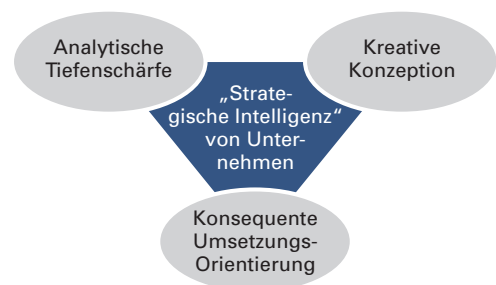 Analytische
Tiefenschärfe
Kreative
Konzeption
„Strate-
gische Intelligenz“
von Unter-
nehmen
Konsequente
Umsetzungs-
Orientierung